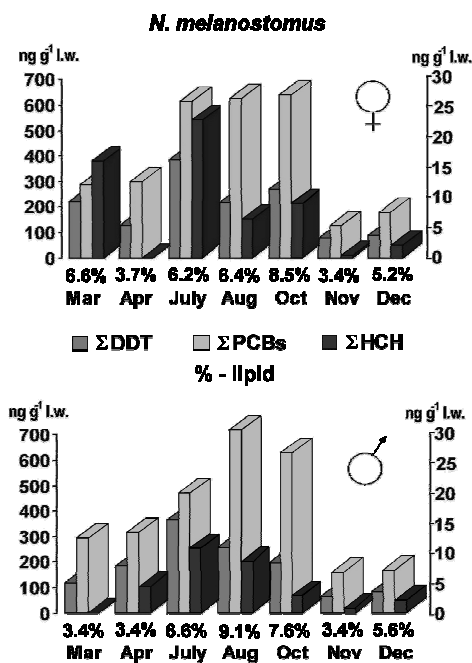 N. melanostomus
ng g-1 l.w. ng g-1 l.w.
700 30
600 25
500 20
400 15
300 10
200 5
100 0
0
6.6% 3.7% 6.2% 6.4% 8.5% 3.4% 5.2%
Mar Apr July Aug Oct Nov Dec
ΣDDT ΣPCBs ΣHCH
% - lipid
ng g-1 l.w. ng g-1 l.w.
700 30
600 25
500 20
400 15
300 10
200 5
100 0
0
3.4% 3.4% 6.6% 9.1% 7.6% 3.4% 5.6%
Mar Apr July Aug Oct Nov Dec